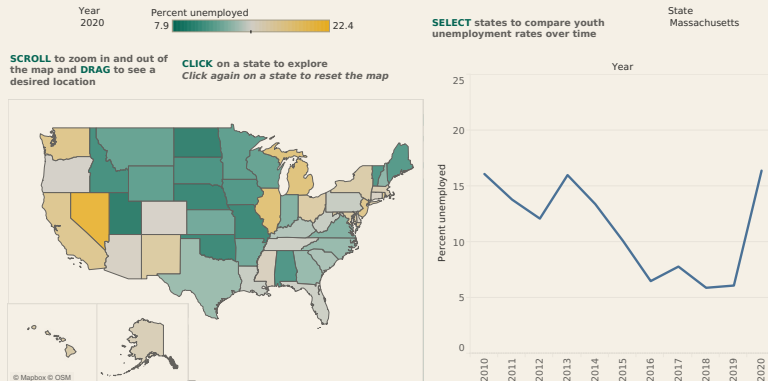 Year
2020
Percent unemployed
7.9
22.4
SCROLL to zoom in and out of
the map and DRAG to see a
desired location
CLICK on a state to explore
Click again on a state to reset the map
© Mapbox © OSM
SELECT states to compare youth
unemployment rates over time
State
Massachusetts
Year
Percent unemployed
25
20
15
10
5
0
2010
2011
2012
2013
2014
2015
2016
2017
2018
2019
2020